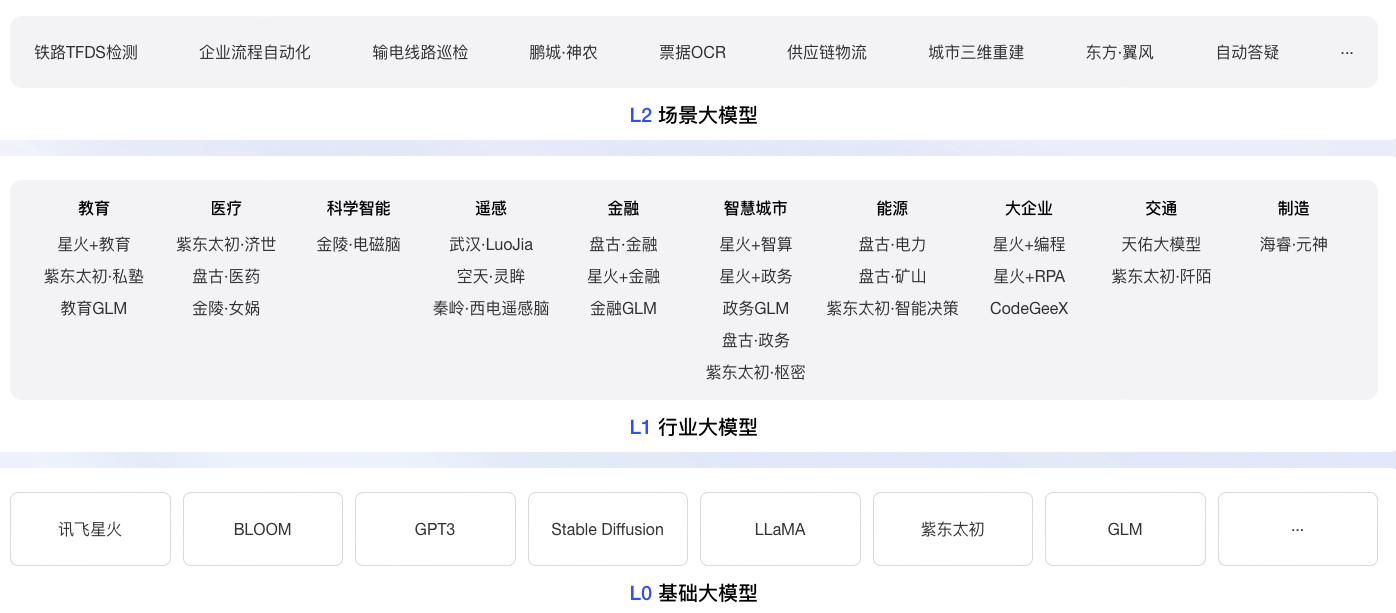 铁路TFDS检测 企业流程自动化 输电线路巡检 鹏城·神农 票据OCR 供应链物流 城市三维重建 东方·翼风 自动答疑 ···
L2 场景大模型
教育 医疗 科学智能 遥感 金融 智慧城市 能源 大企业 交通 制造
星火+教育 紫东太初·济世 金陵·电磁脑 武汉·LuoJia 盘古·金融 星火+智算 盘古·电力 星火+编程 天佑大模型 海睿·元神
紫东太初·私塾 盘古·医药 空天·灵眸 星火+金融 星火+政务 盘古·矿山 星火+RPA 紫东太初·阡陌
教育GLM 金陵·女娲 秦岭·西电遥感脑 金融GLM 政务GLM 紫东太初·智能决策 CodeGeeX
盘古·政务
紫东太初·枢密
L1 行业大模型
讯飞星火 BLOOM GPT3 Stable Diffusion LLaMA 紫东太初 GLM ···
L0 基础大模型